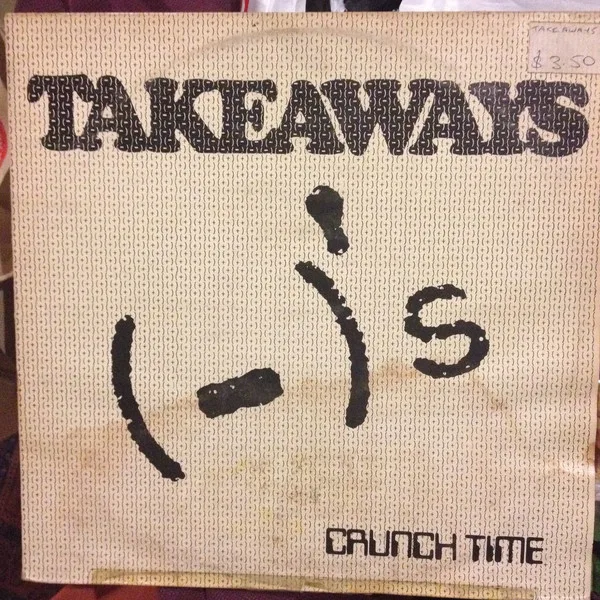 TAKEAWAYS
$3.50
TAKEAWAYS
(-)'s
CRUNCH TIME